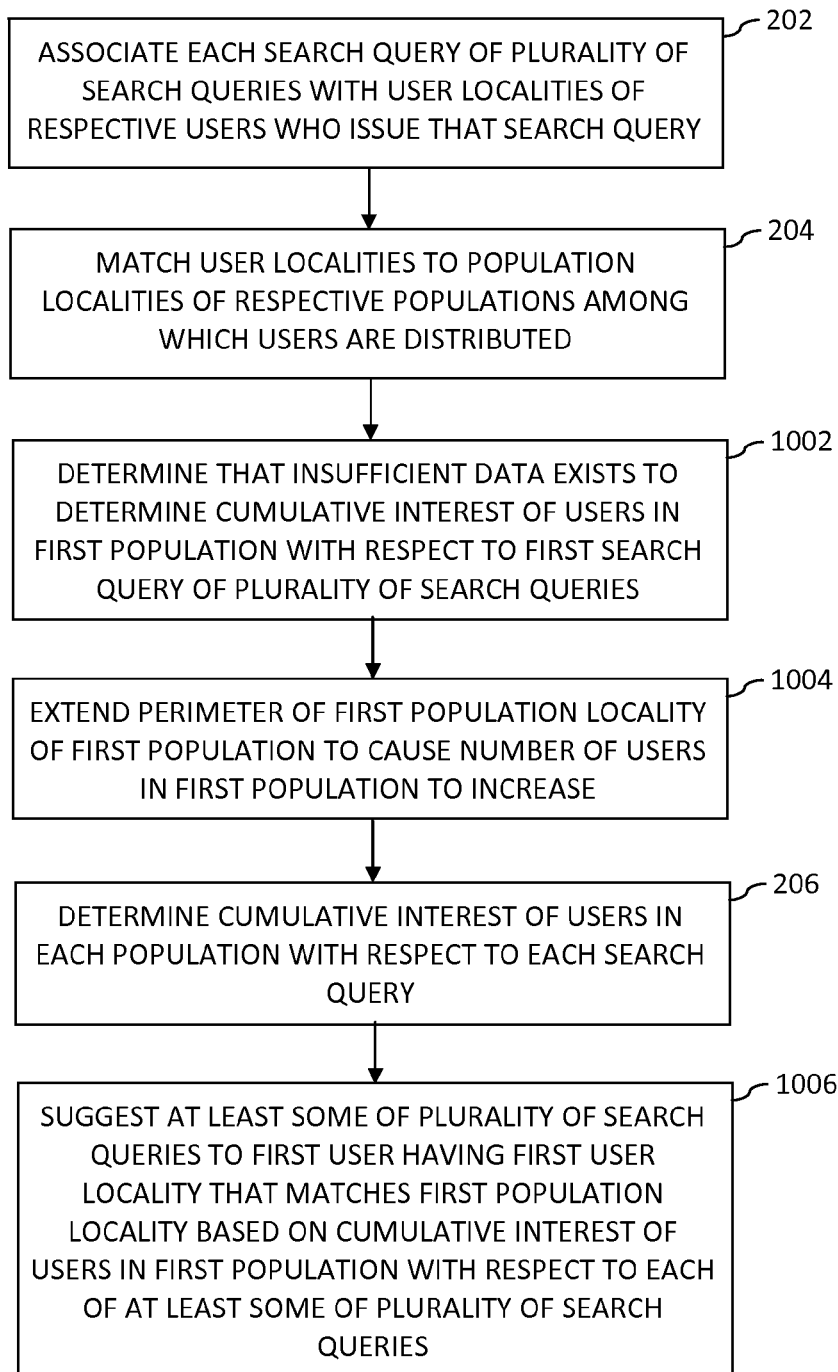 202
ASSOCIATE EACH SEARCH QUERY OF PLURALITY OF
SEARCH QUERIES WITH USER LOCALITIES OF
RESPECTIVE USERS WHO ISSUE THAT SEARCH QUERY
204
MATCH USER LOCALITIES TO POPULATION
LOCALITIES OF RESPECTIVE POPULATIONS AMONG
WHICH USERS ARE DISTRIBUTED
1002
DETERMINE THAT INSUFFICIENT DATA EXISTS TO
DETERMINE CUMULATIVE INTEREST OF USERS IN
FIRST POPULATION WITH RESPECT TO FIRST SEARCH
QUERY OF PLURALITY OF SEARCH QUERIES
1004
EXTEND PERIMETER OF FIRST POPULATION LOCALITY
OF FIRST POPULATION TO CAUSE NUMBER OF USERS
IN FIRST POPULATION TO INCREASE
206
DETERMINE CUMULATIVE INTEREST OF USERS IN
EACH POPULATION WITH RESPECT TO EACH SEARCH
QUERY
1006
SUGGEST AT LEAST SOME OF PLURALITY OF SEARCH
QUERIES TO FIRST USER HAVING FIRST USER
LOCALITY THAT MATCHES FIRST POPULATION
LOCALITY BASED ON CUMULATIVE INTEREST OF
USERS IN FIRST POPULATION WITH RESPECT TO EACH
OF AT LEAST SOME OF PLURALITY OF SEARCH
QUERIES